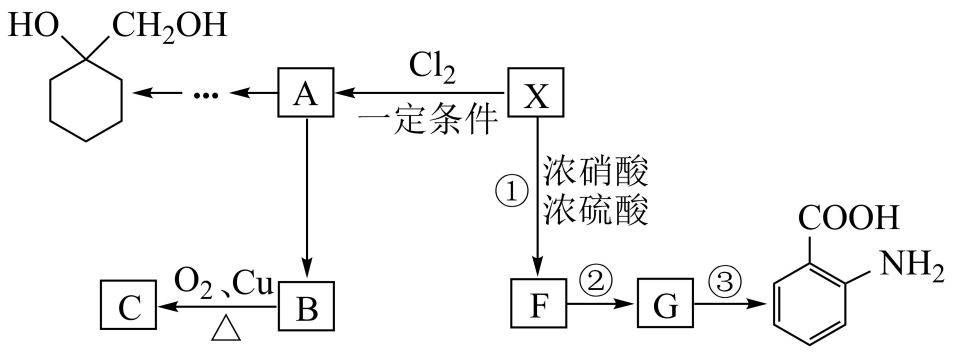 HO CH₂OH
... A Cl₂ 一定条件 X
① 浓硝酸
浓硫酸
COOH
NH₂
C O₂、Cu △ B F ② G ③